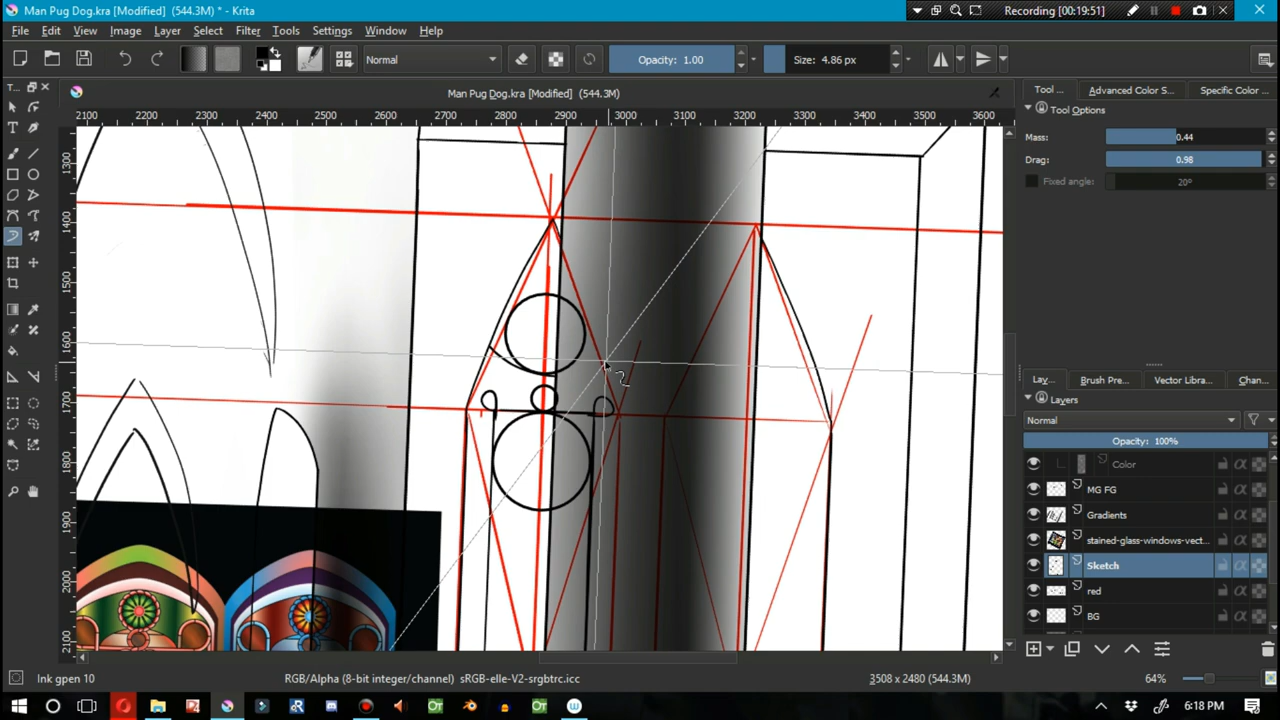 Man Pug Dog.kra [Modified] (544.3M) * - Krita
Recording [00:19:51]
File Edit View Image Layer Select Filter Tools Settings Window Help
Normal
Opacity: 1.00
Size: 4.86 px
T...
Man Pug Dog.kra [Modified] (544.3M)
Tool ...
Advanced Color S...
Specific Color ...
2100 2200 2300 2400 2500 2600 2700 2800 2900 3000 3100 3200 3300 3400 3500 3600
Tool Options
Mass: 0.44
Drag: 0.98
Fixed angle: 20º
1300
1400
1500
1600
1700
1800
1900
2000
2100
Lay...
Brush Pre...
Vector Libra...
Chan...
Layers
Normal
Opacity: 100%
Color
MG FG
Gradients
stained-glass-windows-vect...
Sketch
red
BG
Ink gpen 10
RGB/Alpha (8-bit integer/channel) sRGB-elle-V2-srgbtrc.icc
3508 x 2480 (544.3M)
64%
6:18 PM